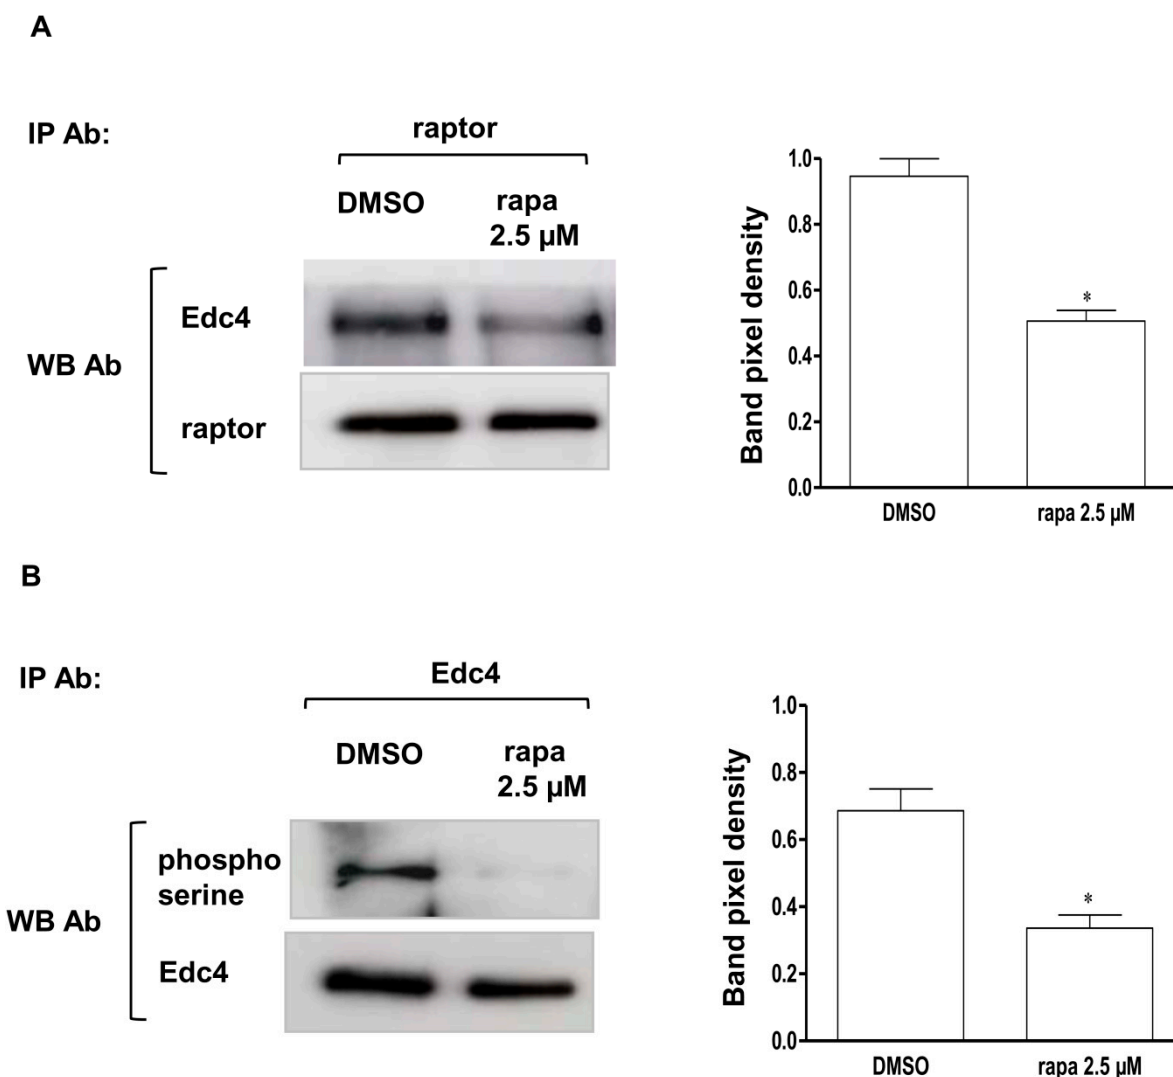 A
IP Ab:
raptor
DMSO
rapa
2.5 µM
WB Ab
Edc4
raptor
Band pixel density
1.0
0.8
0.6
0.4
0.2
0.0
*
DMSO
rapa 2.5 µM
B
IP Ab:
Edc4
DMSO
rapa
2.5 µM
WB Ab
phospho
serine
Edc4
Band pixel density
1.0
0.8
0.6
0.4
0.2
0.0
*
DMSO
rapa 2.5 µM